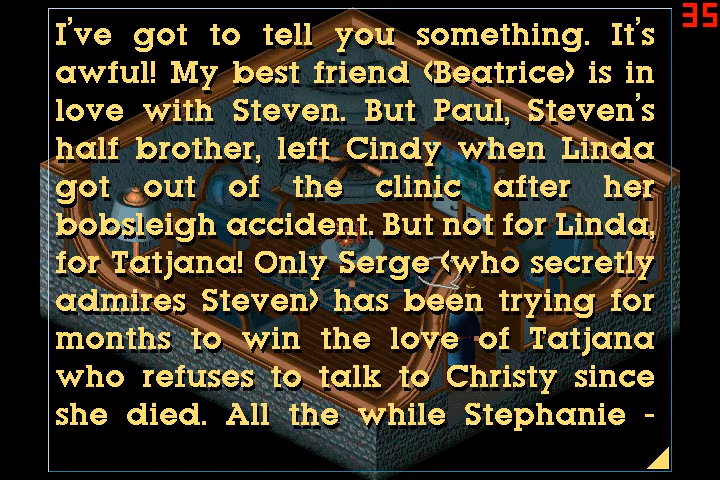 35
I've got to tell you something. It's
awful! My best friend (Beatrice) is in
love with Steven. But Paul, Steven's
half brother, left Cindy when Linda
got out of the clinic after her
bobsleigh accident. But not for Linda,
for Tatjana! Only Serge (who secretly
admires Steven) has been trying for
months to win the love of Tatjana
who refuses to talk to Christy since
she died. All the while Stephanie -